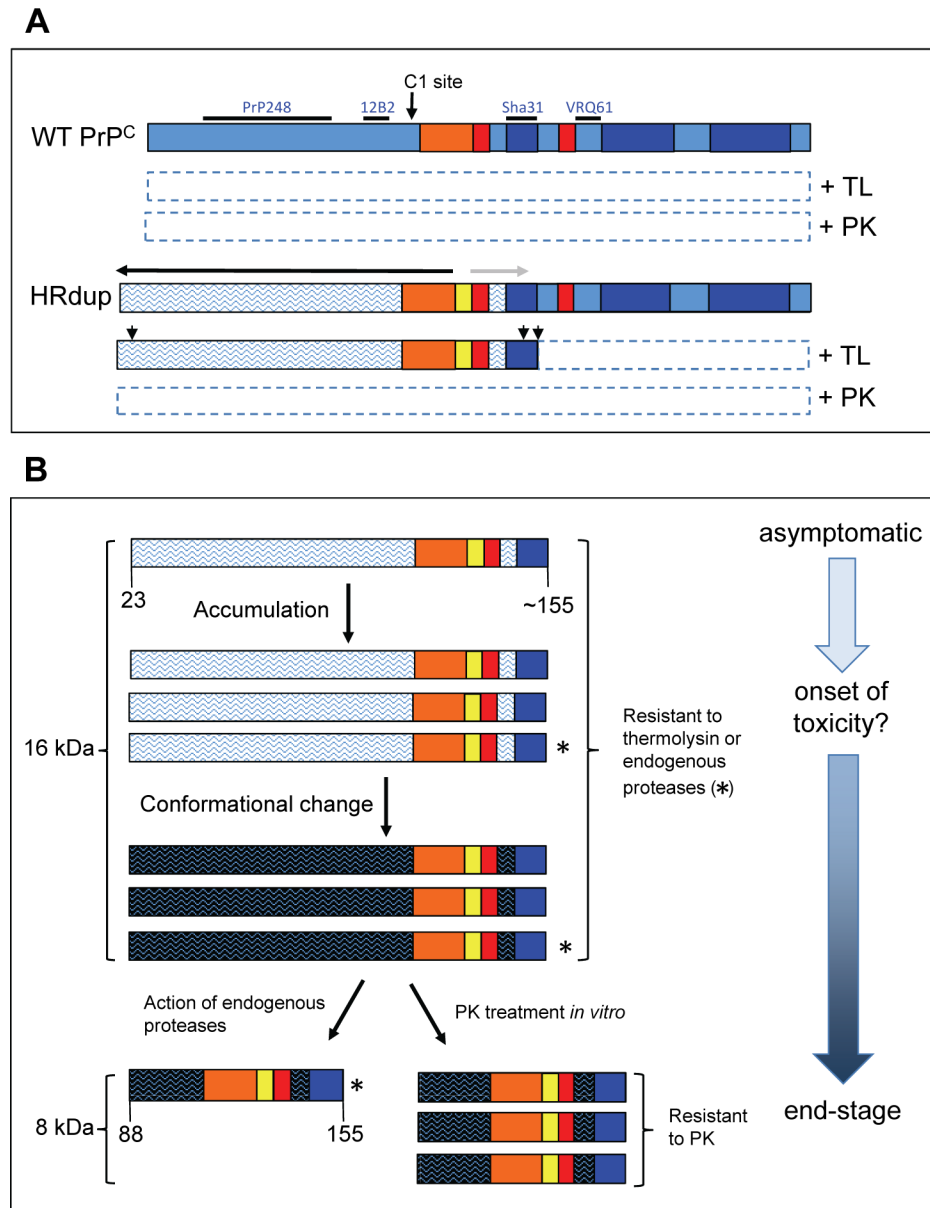 A
C1 site
PrP248 12B2 Sha31 VRQ61
WT PrPᶜ
+ TL
+ PK
HRdup
+ TL
+ PK
B
asymptomatic
23 ~155
Accumulation
onset of
toxicity?
16 kDa
Resistant to
thermolysin or
endogenous
proteases (*)
*
Conformational change
*
Action of endogenous
proteases
PK treatment in vitro
*
8 kDa
88 155
Resistant
to PK
end-stage